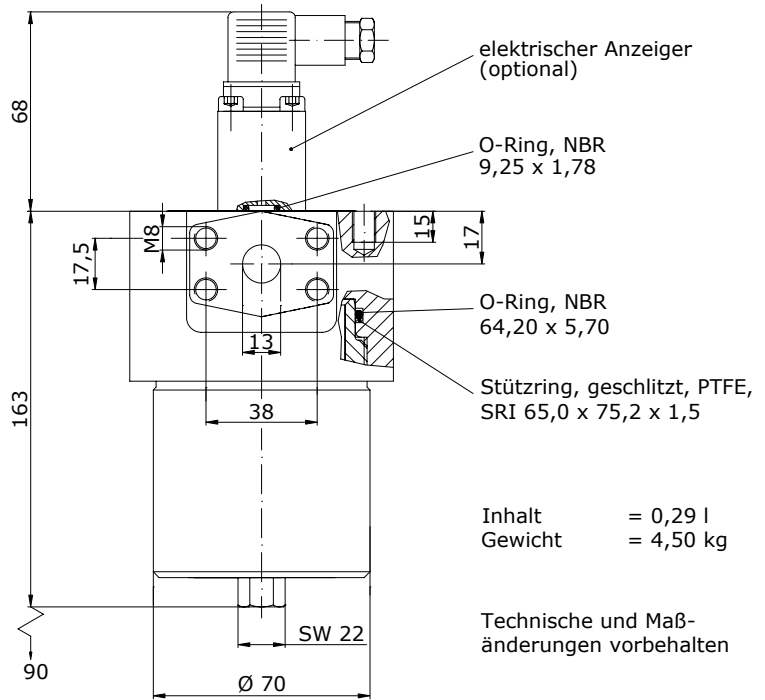 68
elektrischer Anzeiger
(optional)
O-Ring, NBR
9,25 x 1,78
M8
17,5
15
17
13
O-Ring, NBR
64,20 x 5,70
38
Stützring, geschlitzt, PTFE,
SRI 65,0 x 75,2 x 1,5
163
Inhalt = 0,29 l
Gewicht = 4,50 kg
SW 22
Technische und Maß-
änderungen vorbehalten
90
Ø 70